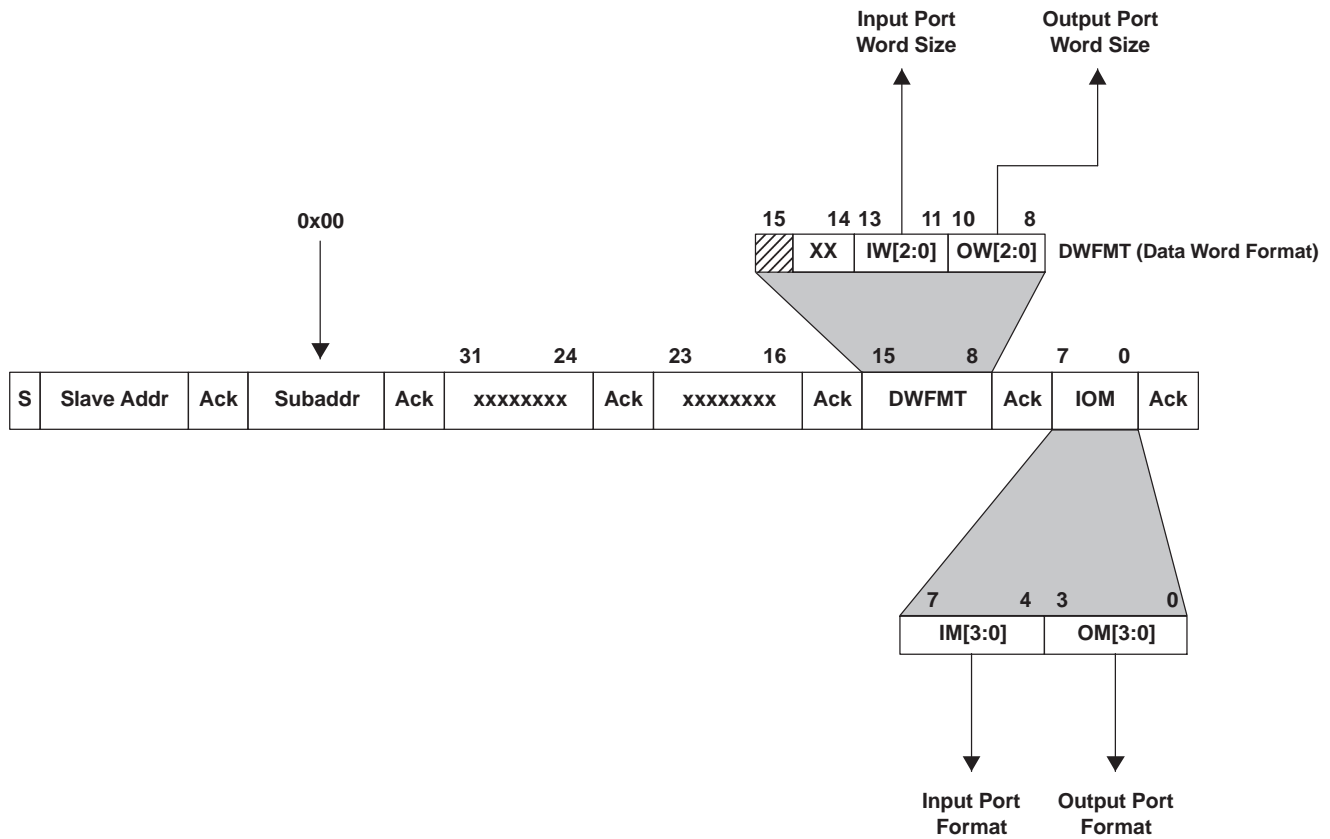 Input Port
Word Size
Output Port
Word Size
0x00
15 14 13 11 10 8
XX IW[2:0] OW[2:0] DWFMT (Data Word Format)
31 24 23 16 15 8 7 0
S Slave Addr Ack Subaddr Ack xxxxxxxx Ack xxxxxxxx Ack DWFMT Ack IOM Ack
7 4 3 0
IM[3:0] OM[3:0]
Input Port
Format
Output Port
Format